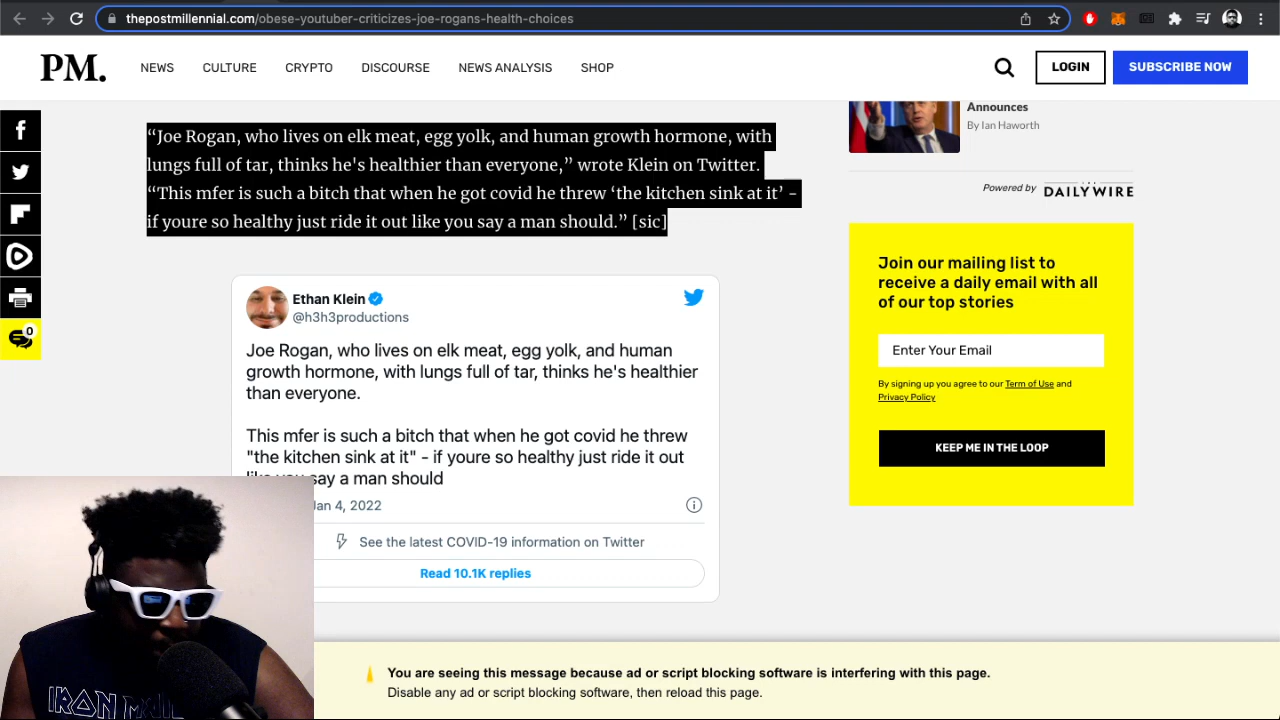 thepostmillennial.com/obese-youtuber-criticizes-joe-rogans-health-choices
PM.
NEWS CULTURE CRYPTO DISCOURSE NEWS ANALYSIS SHOP
LOGIN
SUBSCRIBE NOW
“Joe Rogan, who lives on elk meat, egg yolk, and human growth hormone, with
lungs full of tar, thinks he's healthier than everyone,” wrote Klein on Twitter.
“This mfer is such a bitch that when he got covid he threw ‘the kitchen sink at it’ -
if youre so healthy just ride it out like you say a man should.” [sic]
0
Ethan Klein
@h3h3productions
Joe Rogan, who lives on elk meat, egg yolk, and human
growth hormone, with lungs full of tar, thinks he's healthier
than everyone.
This mfer is such a bitch that when he got covid he threw
"the kitchen sink at it" - if youre so healthy just ride it out
like you say a man should
Jan 4, 2022
See the latest COVID-19 information on Twitter
Read 10.1K replies
Announces
By Ian Haworth
Powered by DAILYWIRE
Join our mailing list to
receive a daily email with all
of our top stories
Enter Your Email
By signing up you agree to our Term of Use and
Privacy Policy
KEEP ME IN THE LOOP
You are seeing this message because ad or script blocking software is interfering with this page.
Disable any ad or script blocking software, then reload this page.
IRON MAIDEN